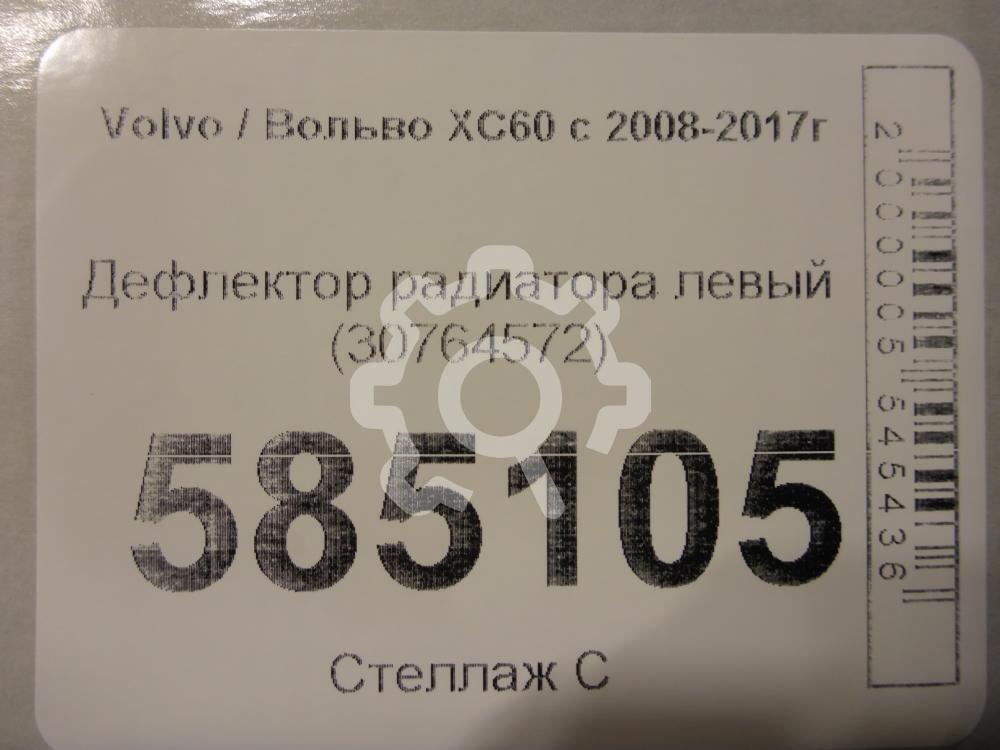 Volvo / Вольво XC60 с 2008-2017г
Дефлектор радиатора левый
(30764572)
585105
Стеллаж С
2000005545436